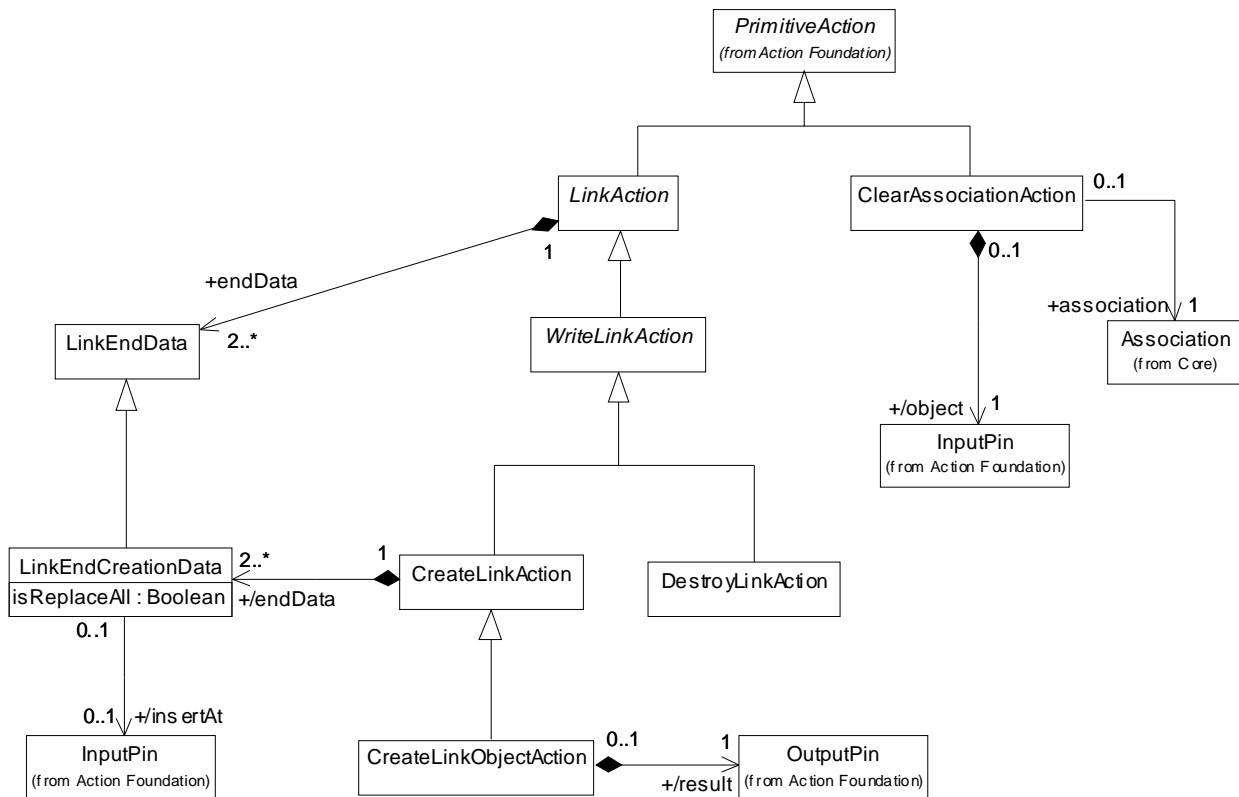 PrimitiveAction
(from Action Foundation)
LinkAction
ClearAssociationAction
0..1
1
0..1
+endData
+association
1
LinkEndData
2..*
WriteLinkAction
Association
(from Core)
+/object
1
InputPin
(from Action Foundation)
LinkEndCreationData
2..*
1
CreateLinkAction
DestroyLinkAction
isReplaceAll : Boolean
+/endData
0..1
0..1
+/insertAt
0..1
1
InputPin
(from Action Foundation)
CreateLinkObjectAction
OutputPin
(from Action Foundation)
+/result